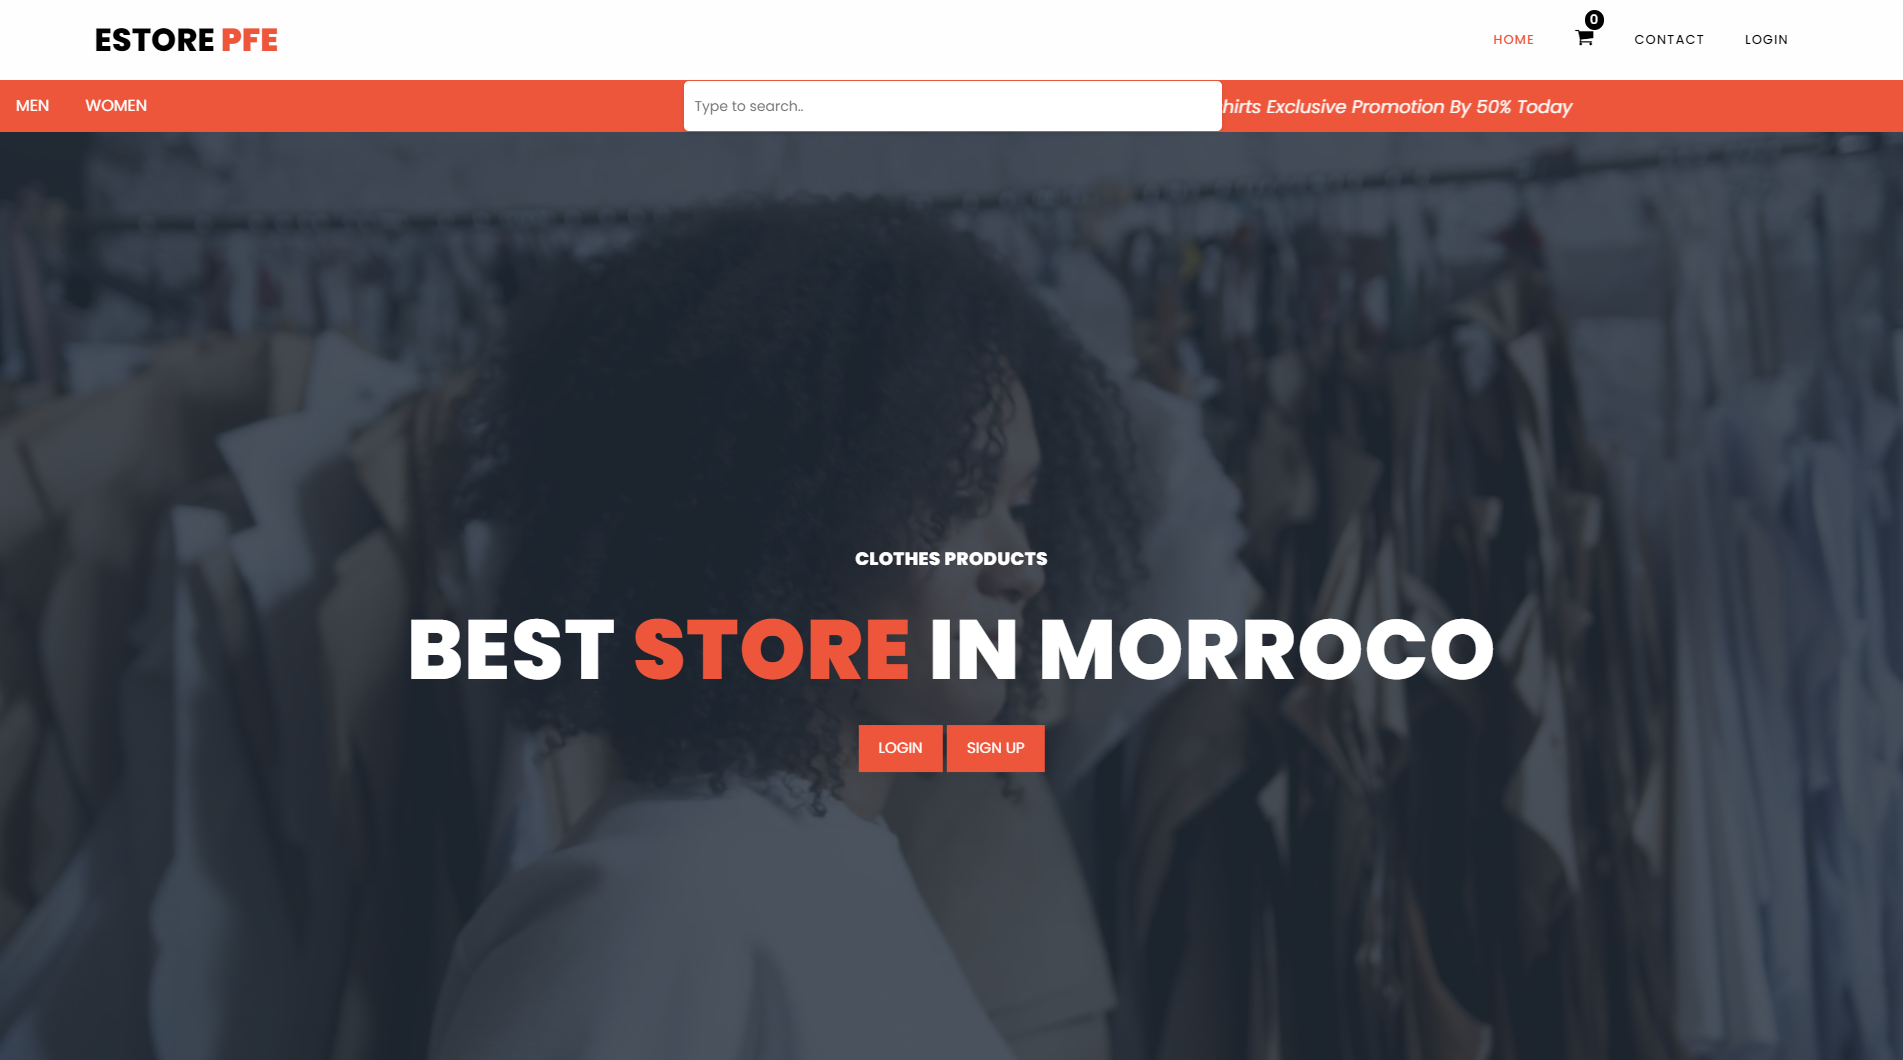 ESTORE PFE
HOME
0
CONTACT
LOGIN
MEN
WOMEN
Type to search..
hirts Exclusive Promotion By 50% Today
CLOTHES PRODUCTS
BEST STORE IN MORROCO
LOGIN
SIGN UP